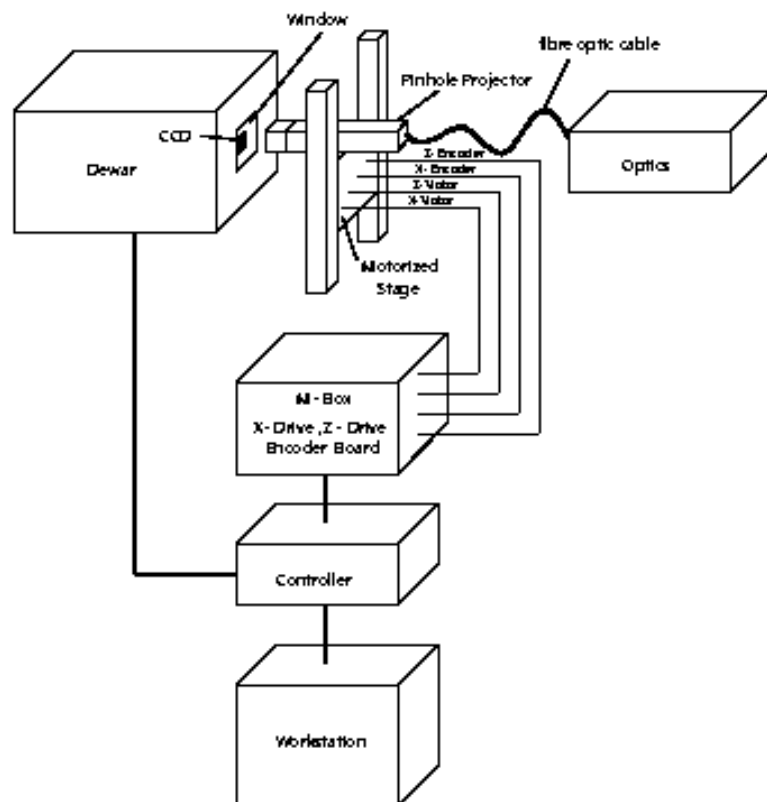 Window
fibre optic cable
Pinhole Projector
CCD
Dewar
Optics
Z- Encoder
X- Encoder
Z- Motor
X- Motor
Motorized
Stage
M - Box
X- Drive ,Z - Drive
Encoder Board
Controller
Workstation